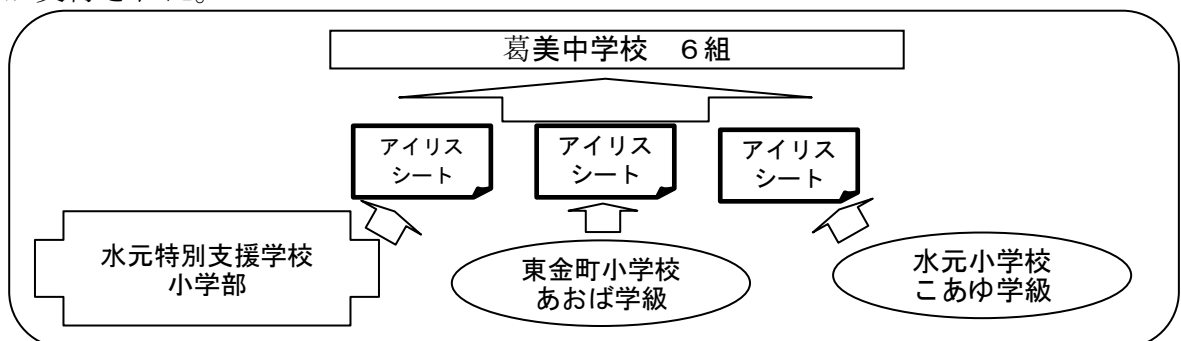 葛美中学校　６組
アイリス
シート
アイリス
シート
アイリス
シート
水元特別支援学校
小学部
東金町小学校
あおば学級
水元小学校
こあゆ学級